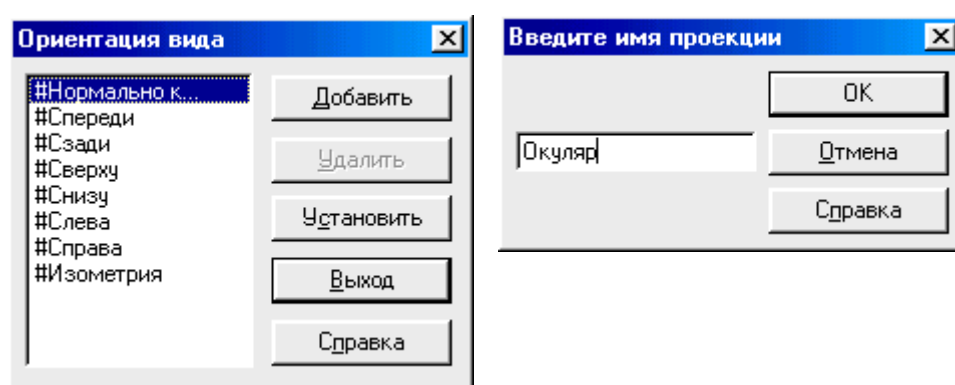 Ориентация вида
#Нормально к...
#Спереди
#Сзади
#Сверху
#Снизу
#Слева
#Справа
#Изометрия
Добавить
Удалить
Установить
Выход
Справка
Введите имя проекции
Окуляр
OK
Отмена
Справка